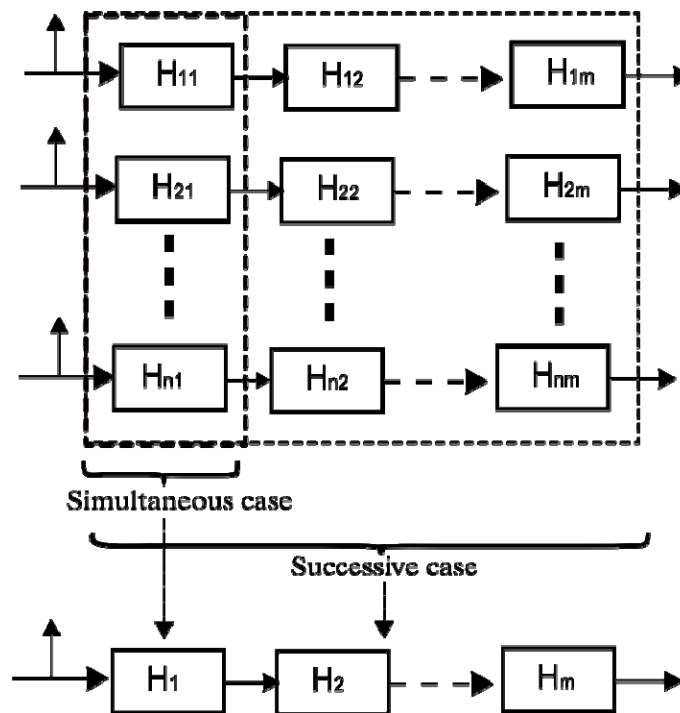 H11 H12 H1m
H21 H22 H2m
Hn1 Hn2 Hnm
Simultaneous case
Successive case
H1 H2 Hm